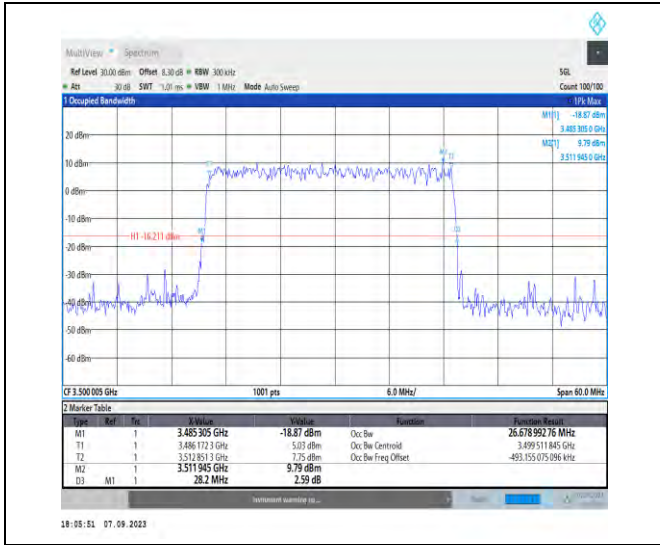 MultiView Spectrum
Ref Level 30.00 dBm Offset 8.30 dB RBW 300 kHz SGL
Att 30 dB SWT 1.01 ms VBW 1 MHz Mode Auto Sweep Count 100/100
1 Occupied Bandwidth 1Pk Max
M1[1] -18.87 dBm
3.485 305 0 GHz
20 dBm M2[1] 9.79 dBm
3.511 945 0 GHz
M2
T1 T2
10 dBm
0 dBm
-10 dBm
H1 -16.211 dBm M1 D3
-20 dBm
-30 dBm
-40 dBm
-50 dBm
-60 dBm
CF 3.500 005 GHz 1001 pts 6.0 MHz/ Span 60.0 MHz
2 Marker Table
Type Ref Trc X-Value Y-Value Function Function Result
M1 1 3.485 305 GHz -18.87 dBm Occ Bw 26.678 992 76 MHz
T1 1 3.486 172 3 GHz 5.03 dBm Occ Bw Centroid 3.499 511 845 GHz
T2 1 3.512 851 3 GHz 7.75 dBm Occ Bw Freq Offset -493.155 075 096 kHz
M2 1 3.511 945 GHz 9.79 dBm
D3 M1 1 28.2 MHz 2.59 dB
Instrument warming up...
18:05:51 07.09.2023